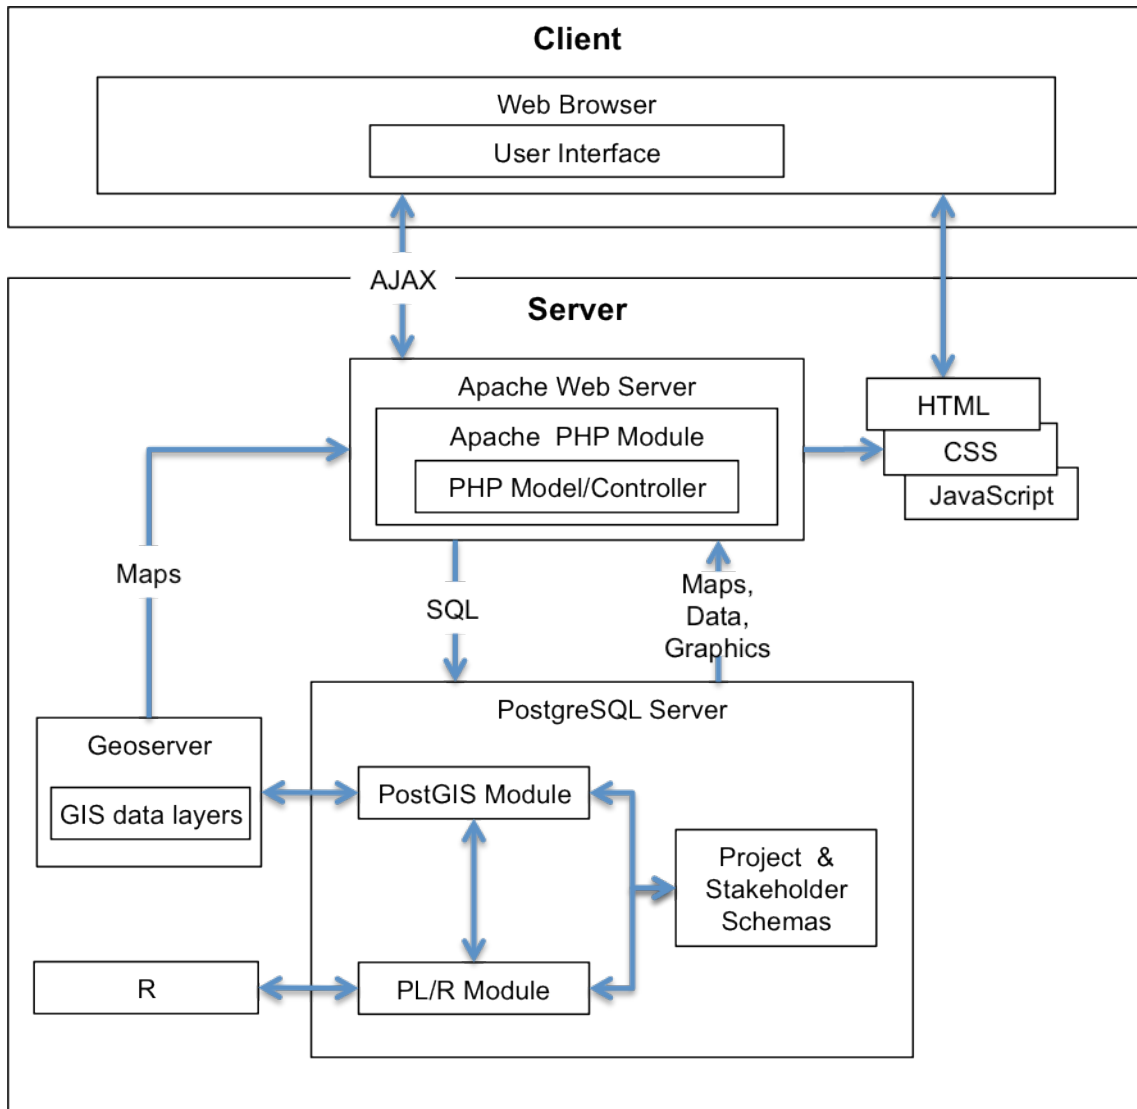 Client
Web Browser
User Interface
AJAX
Server
Apache Web Server
Apache PHP Module
PHP Model/Controller
HTML
CSS
JavaScript
Maps
SQL
Maps,
Data,
Graphics
PostgreSQL Server
Geoserver
GIS data layers
PostGIS Module
Project &
Stakeholder
Schemas
R
PL/R Module